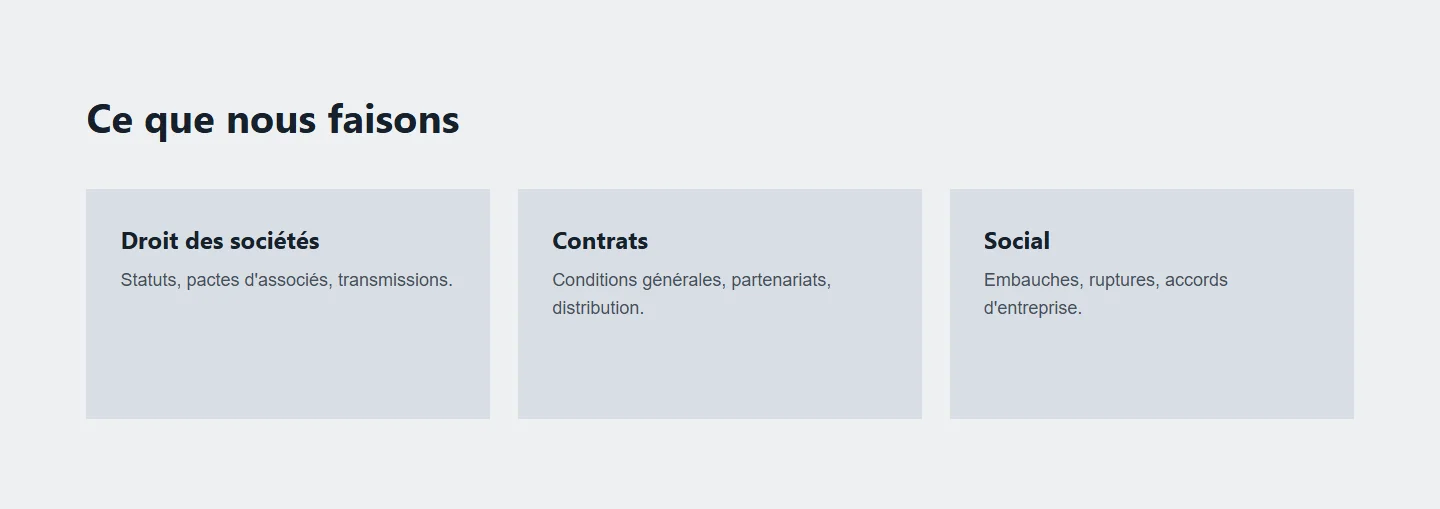 Ce que nous faisons
Droit des sociétés
Statuts, pactes d'associés, transmissions.
Contrats
Conditions générales, partenariats,
distribution.
Social
Embauches, ruptures, accords
d'entreprise.